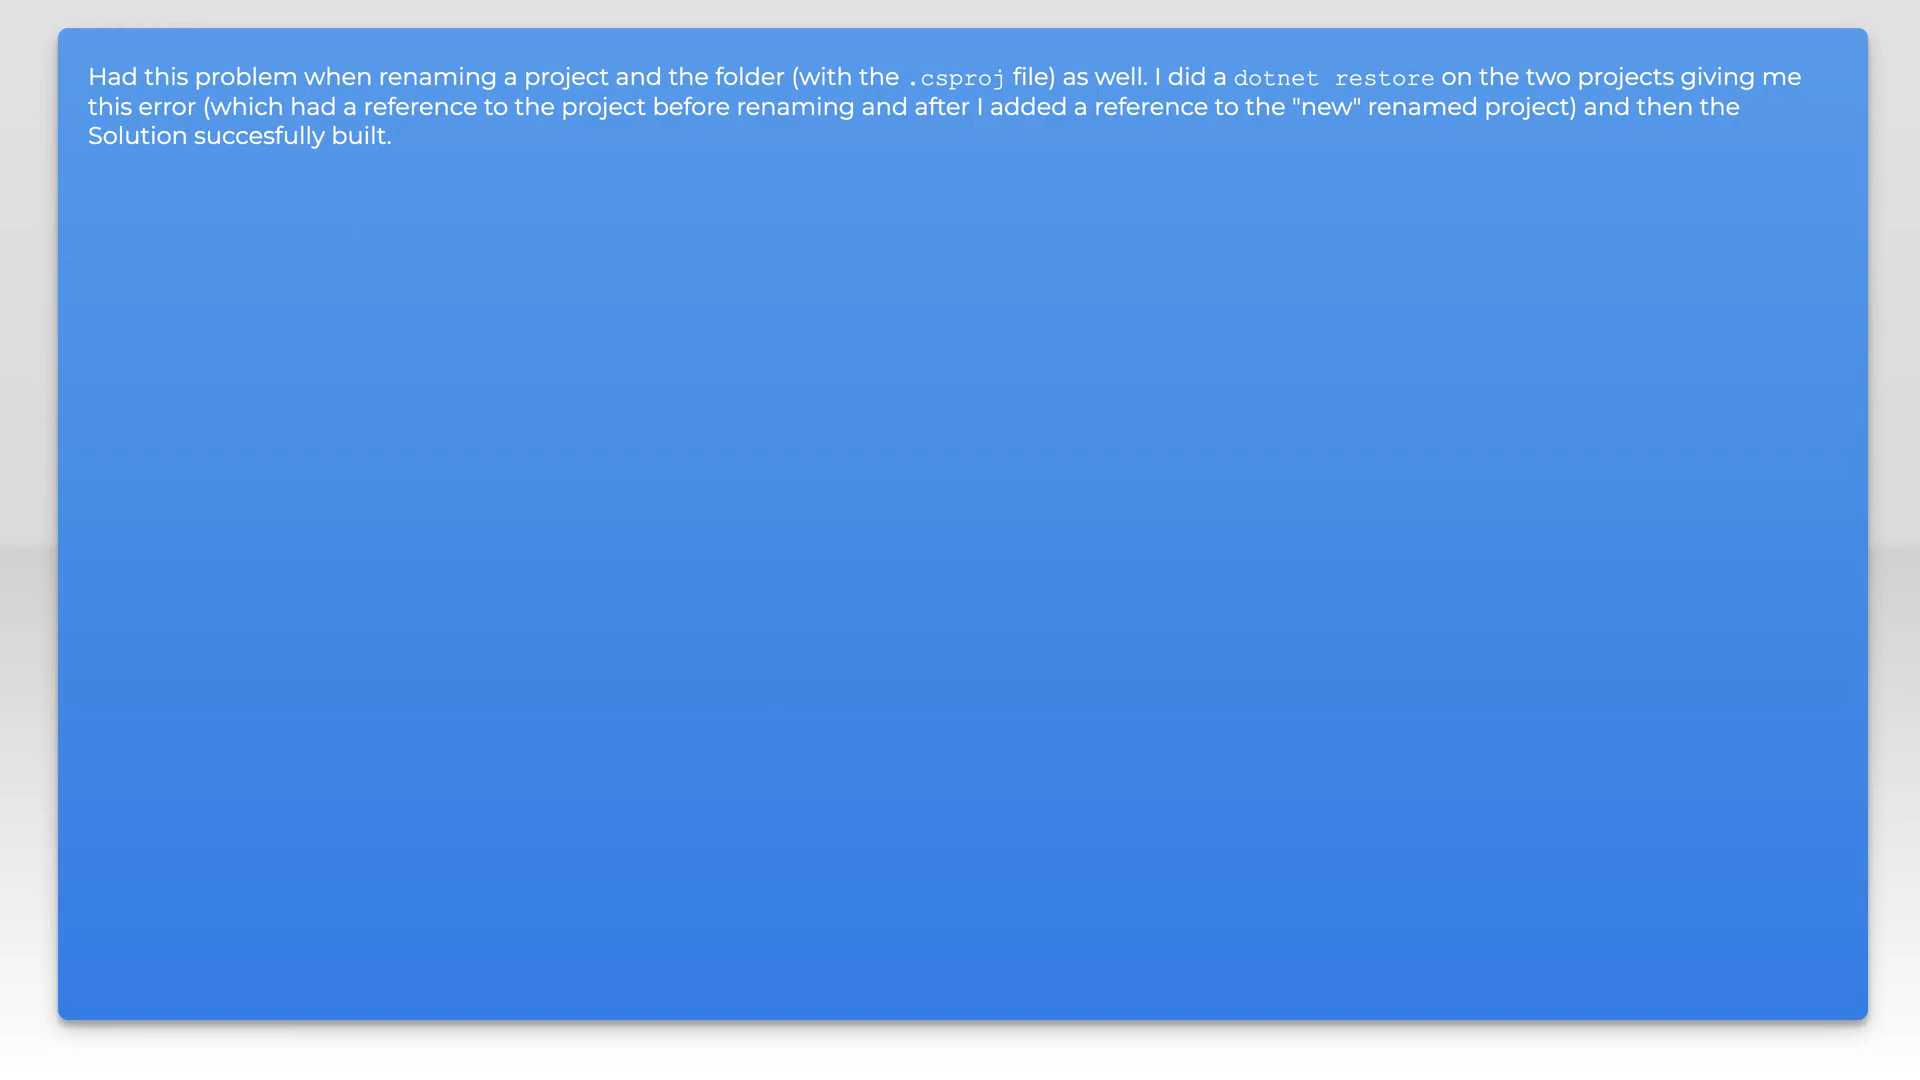 Had this problem when renaming a project and the folder (with the .csproj file) as well. I did a dotnet restore on the two projects giving me
this error (which had a reference to the project before renaming and after I added a reference to the "new" renamed project) and then the
Solution succesfully built.